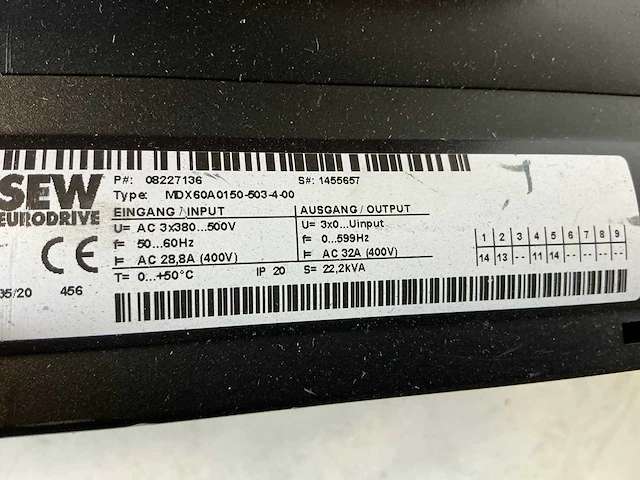 SEW
EURODRIVE
P#: 08227136 S#: 1455657
Type: MDX60A0150-503-4-00
EINGANG / INPUT AUSGANG / OUTPUT
U= AC 3x380...500V U= 3x0...Uinput
f= 50...60Hz f= 0...599Hz
I= AC 28,8A (400V) I= AC 32A (400V)
T= 0...+50°C IP 20 S= 22,2kVA
1 2 3 4 5 6 7 8 9
14 13 -- 11 14 -- -- -- --
CE
05/20 456